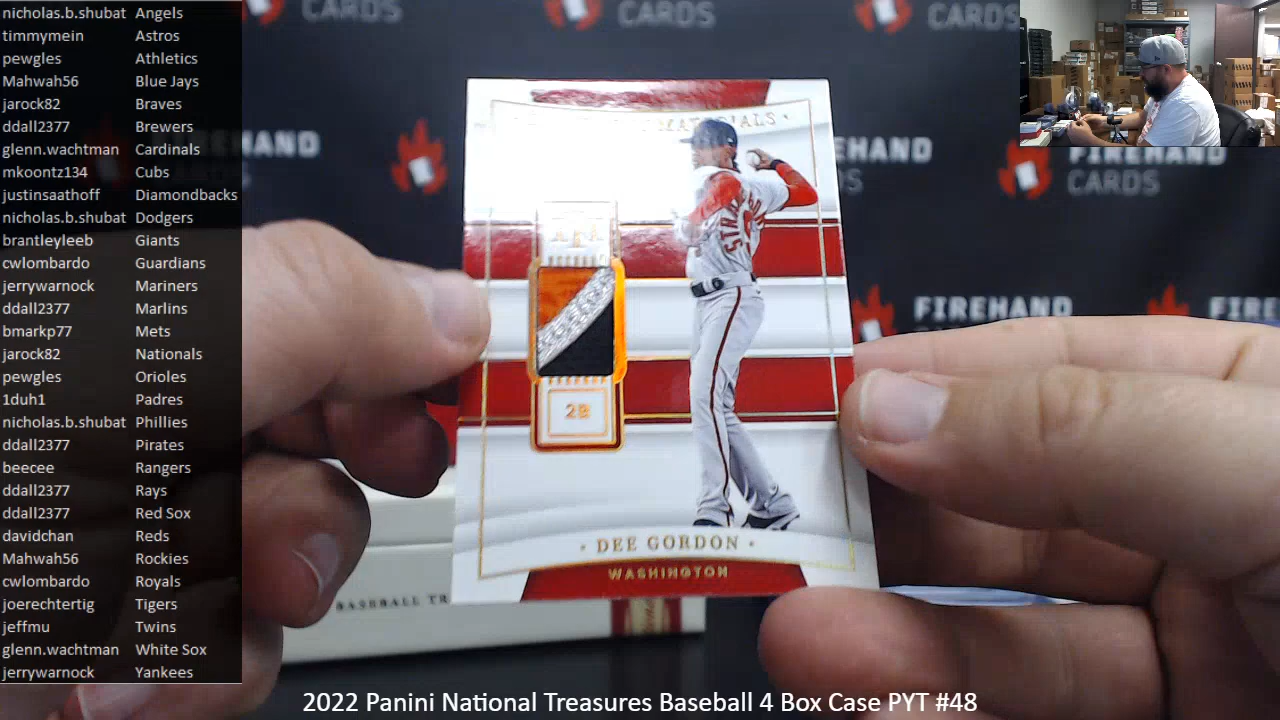 nicholas.b.shubat Angels
timmymein Astros
pewgles Athletics
Mahwah56 Blue Jays
jarock82 Braves
ddall2377 Brewers
glenn.wachtman Cardinals
mkoontz134 Cubs
justinsaathoff Diamondbacks
nicholas.b.shubat Dodgers
brantleyleeb Giants
cwlombardo Guardians
jerrywarnock Mariners
ddall2377 Marlins
bmarkp77 Mets
jarock82 Nationals
pewgles Orioles
1duh1 Padres
nicholas.b.shubat Phillies
ddall2377 Pirates
beecee Rangers
ddall2377 Rays
ddall2377 Red Sox
davidchan Reds
Mahwah56 Rockies
cwlombardo Royals
joerechtertig Tigers
jeffmu Twins
glenn.wachtman White Sox
jerrywarnock Yankees
CARDS
CARDS
CARDS
FIREHAND
CARDS
FIREHAND
CARDS
2B
· DEE GORDON ·
WASHINGTON
BASEBALL TR
2022 Panini National Treasures Baseball 4 Box Case PYT #48